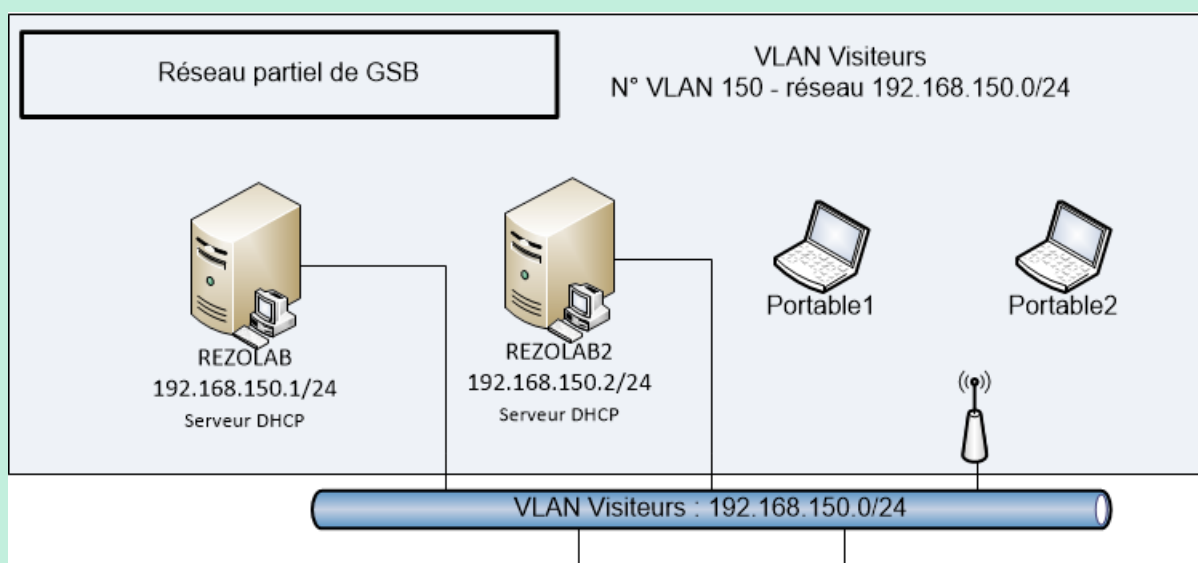 Réseau partiel de GSB
VLAN Visiteurs
N° VLAN 150 - réseau 192.168.150.0/24
REZOLAB
192.168.150.1/24
Serveur DHCP
REZOLAB2
192.168.150.2/24
Serveur DHCP
Portable1
Portable2
VLAN Visiteurs : 192.168.150.0/24